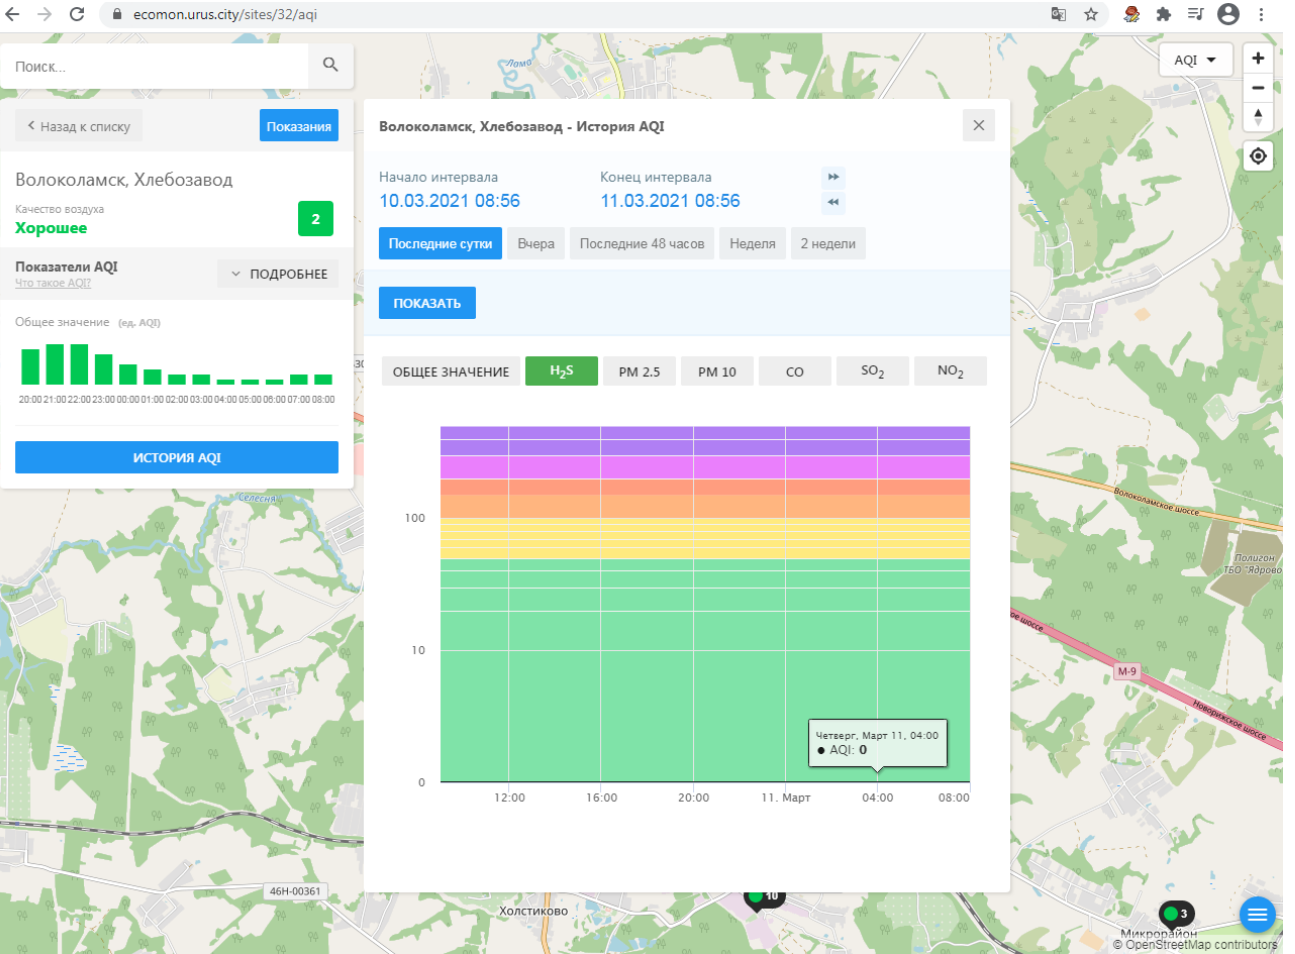 ecomon.urus.city/sites/32/aqi
Поиск...
AQI
Назад к списку
Показания
Волоколамск, Хлебозавод
Качество воздуха
Хорошее
2
Показатели AQI
Что такое AQI?
ПОДРОБНЕЕ
Общее значение (ед. AQI)
20:00 21:00 22:00 23:00 00:00 01:00 02:00 03:00 04:00 05:00 06:00 07:00 08:00
ИСТОРИЯ AQI
Волоколамск, Хлебозавод - История AQI
Начало интервала
Конец интервала
10.03.2021 08:56
11.03.2021 08:56
Последние сутки
Вчера
Последние 48 часов
Неделя
2 недели
ПОКАЗАТЬ
ОБЩЕЕ ЗНАЧЕНИЕ
H₂S
PM 2.5
PM 10
CO
SO₂
NO₂
100
10
0
Четверг, Март 11, 04:00
AQI: 0
12:00
16:00
20:00
11. Март
04:00
08:00
Лама
Селесня
Волоколамское шоссе
Полигон
ТБО "Ядрово
М-9
Новорижское шоссе
46Н-00361
Холстиково
10
3
Микрорайон
© OpenStreetMap contributors